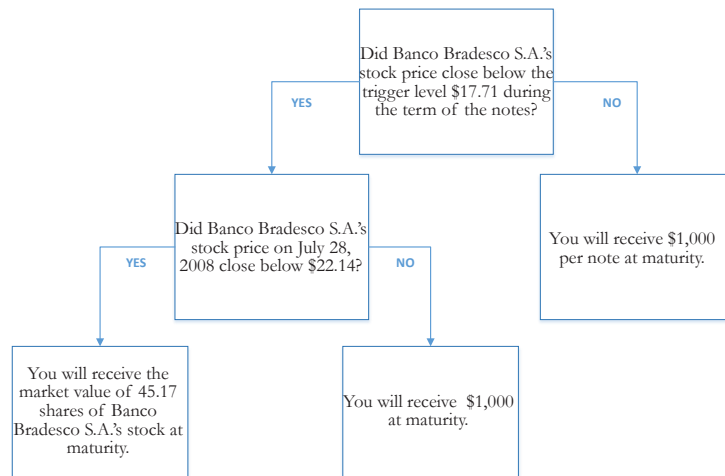 Did Banco Bradesco S.A.'s
stock price close below the
trigger level $17.71 during
the term of the notes?
YES
NO
Did Banco Bradesco S.A.'s
stock price on July 28,
2008 close below $22.14?
You will receive $1,000
per note at maturity.
YES
NO
You will receive the
market value of 45.17
shares of Banco
Bradesco S.A.'s stock at
maturity.
You will receive $1,000
at maturity.